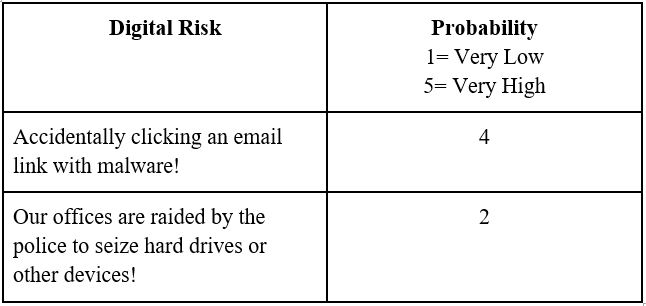 Digital Risk
Probability
1= Very Low
5= Very High
Accidentally clicking an email
link with malware!
4
Our offices are raided by the
police to seize hard drives or
other devices!
2